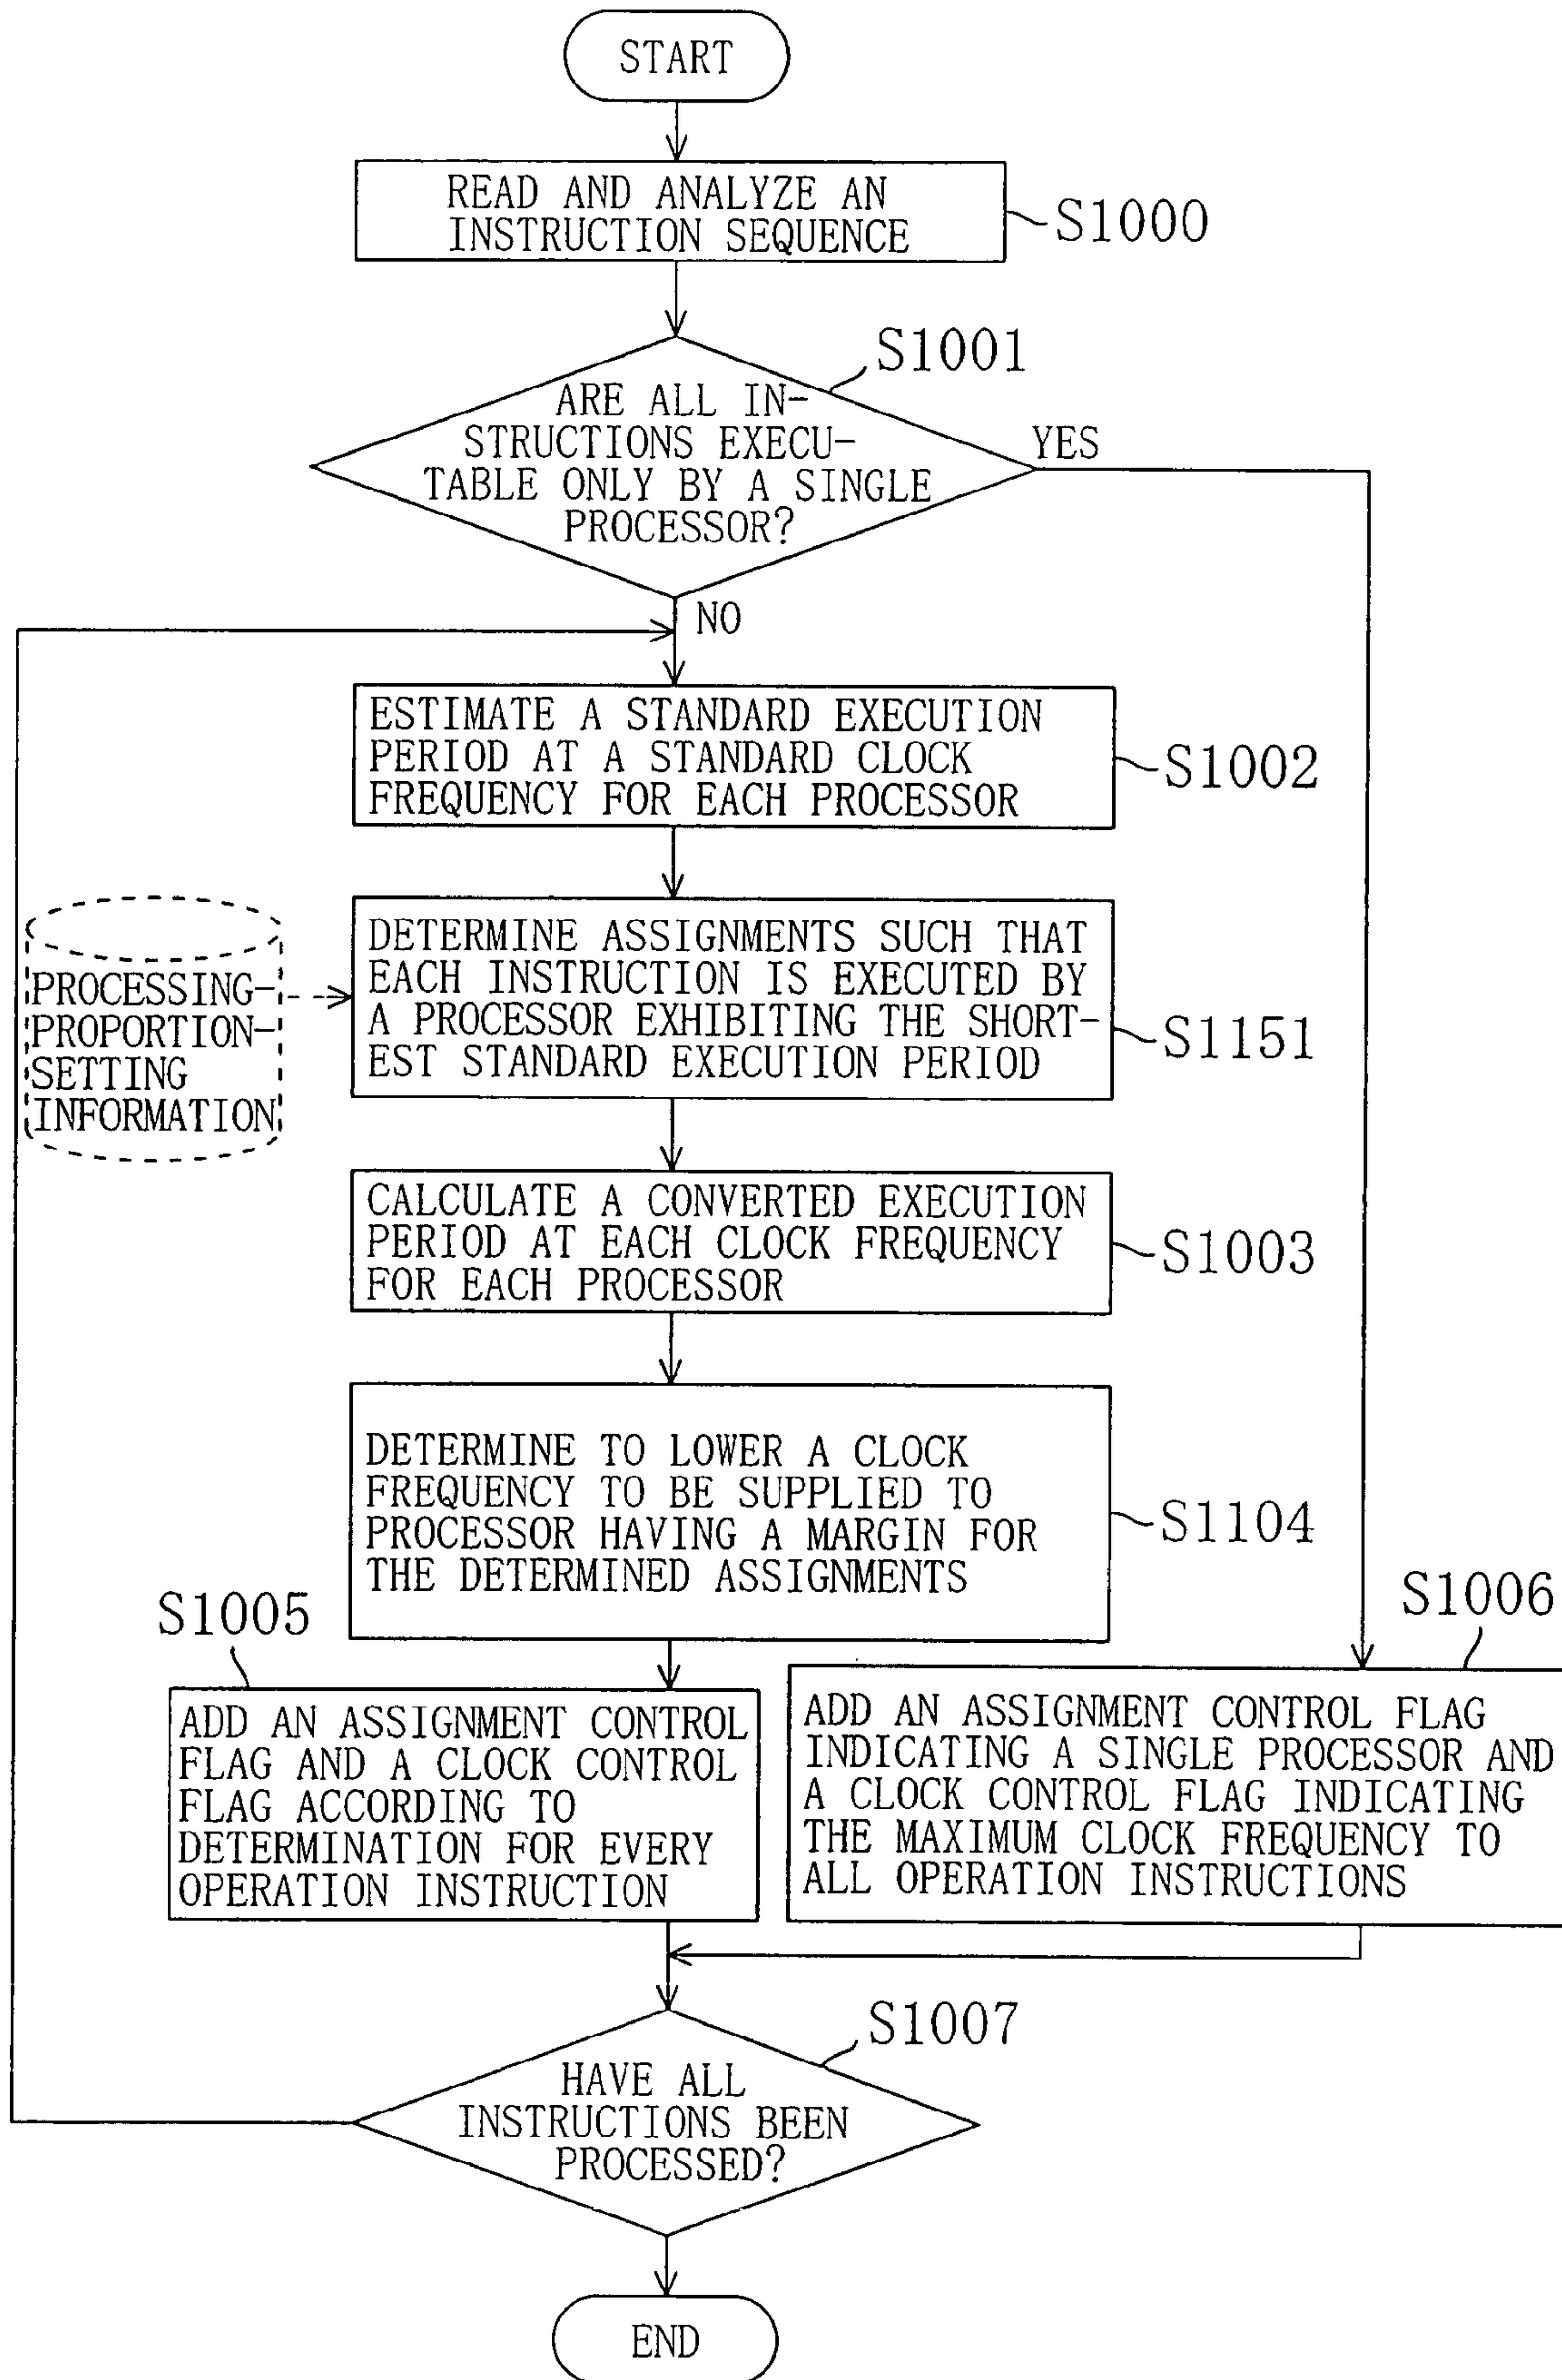 START
READ AND ANALYZE AN
INSTRUCTION SEQUENCE
S1000
S1001
ARE ALL IN-
STRUCTIONS EXECU-
TABLE ONLY BY A SINGLE
PROCESSOR?
YES
NO
ESTIMATE A STANDARD EXECUTION
PERIOD AT A STANDARD CLOCK
FREQUENCY FOR EACH PROCESSOR
S1002
PROCESSING-
PROPORTION-
SETTING
INFORMATION
DETERMINE ASSIGNMENTS SUCH THAT
EACH INSTRUCTION IS EXECUTED BY
A PROCESSOR EXHIBITING THE SHORT-
EST STANDARD EXECUTION PERIOD
S1151
CALCULATE A CONVERTED EXECUTION
PERIOD AT EACH CLOCK FREQUENCY
FOR EACH PROCESSOR
S1003
DETERMINE TO LOWER A CLOCK
FREQUENCY TO BE SUPPLIED TO
PROCESSOR HAVING A MARGIN FOR
THE DETERMINED ASSIGNMENTS
S1104
S1005
ADD AN ASSIGNMENT CONTROL
FLAG AND A CLOCK CONTROL
FLAG ACCORDING TO
DETERMINATION FOR EVERY
OPERATION INSTRUCTION
S1006
ADD AN ASSIGNMENT CONTROL FLAG
INDICATING A SINGLE PROCESSOR AND
A CLOCK CONTROL FLAG INDICATING
THE MAXIMUM CLOCK FREQUENCY TO
ALL OPERATION INSTRUCTIONS
S1007
HAVE ALL
INSTRUCTIONS BEEN
PROCESSED?
END